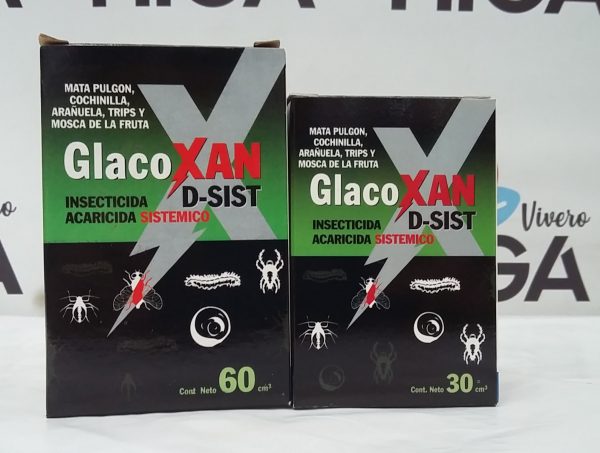 MATA PULGON,
COCHINILLA,
ARAÑUELA, TRIPS Y
MOSCA DE LA FRUTA
GlacoXAN
D-SIST
INSECTICIDA
ACARICIDA SISTEMICO
Cont Neto 60 cm³
MATA PULGON,
COCHINILLA,
ARAÑUELA, TRIPS Y
MOSCA DE LA FRUTA
GlacoXAN
D-SIST
INSECTICIDA
ACARICIDA SISTEMICO
Cont. Neto 30 cm³
Vivero